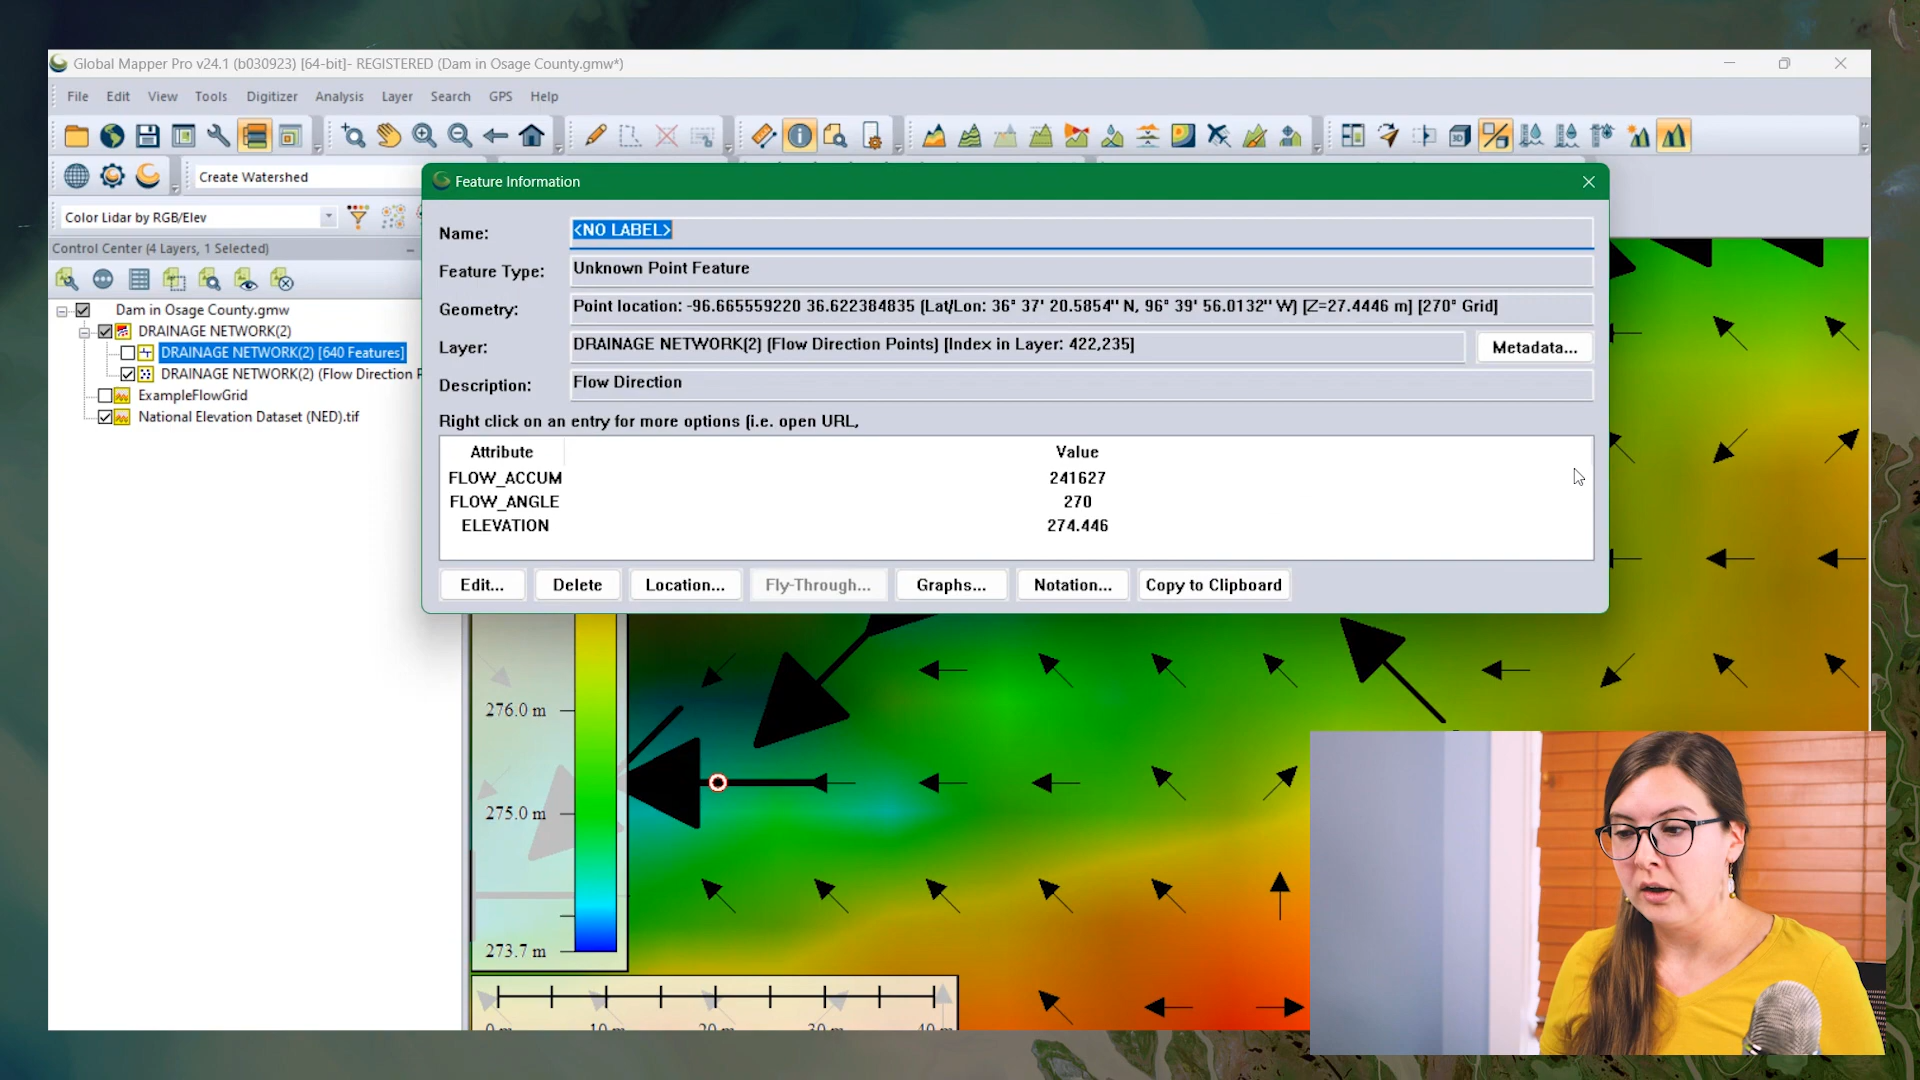 Global Mapper Pro v24.1 (b030923) [64-bit]- REGISTERED (Dam in Osage County.gmw*)
File Edit View Tools Digitizer Analysis Layer Search GPS Help
Create Watershed
Color Lidar by RGB/Elev
Control Center (4 Layers, 1 Selected)
Dam in Osage County.gmw
DRAINAGE NETWORK(2)
DRAINAGE NETWORK(2) [640 Features]
DRAINAGE NETWORK(2) (Flow Direction
ExampleFlowGrid
National Elevation Dataset (NED).tif
Feature Information
Name: <NO LABEL>
Feature Type: Unknown Point Feature
Geometry: Point location: -96.665559220 36.622384835 (Lat/Lon: 36° 37' 20.5854" N, 96° 39' 56.0132" W) [Z=27.4446 m] [270° Grid]
Layer: DRAINAGE NETWORK(2) (Flow Direction Points) [Index in Layer: 422,235] Metadata...
Description: Flow Direction
Right click on an entry for more options (i.e. open URL,
Attribute Value
FLOW_ACCUM 241627
FLOW_ANGLE 270
ELEVATION 274.446
Edit... Delete Location... Fly-Through... Graphs... Notation... Copy to Clipboard
276.0 m
275.0 m
273.7 m
0 m 10 m 20 m 30 m 40 m